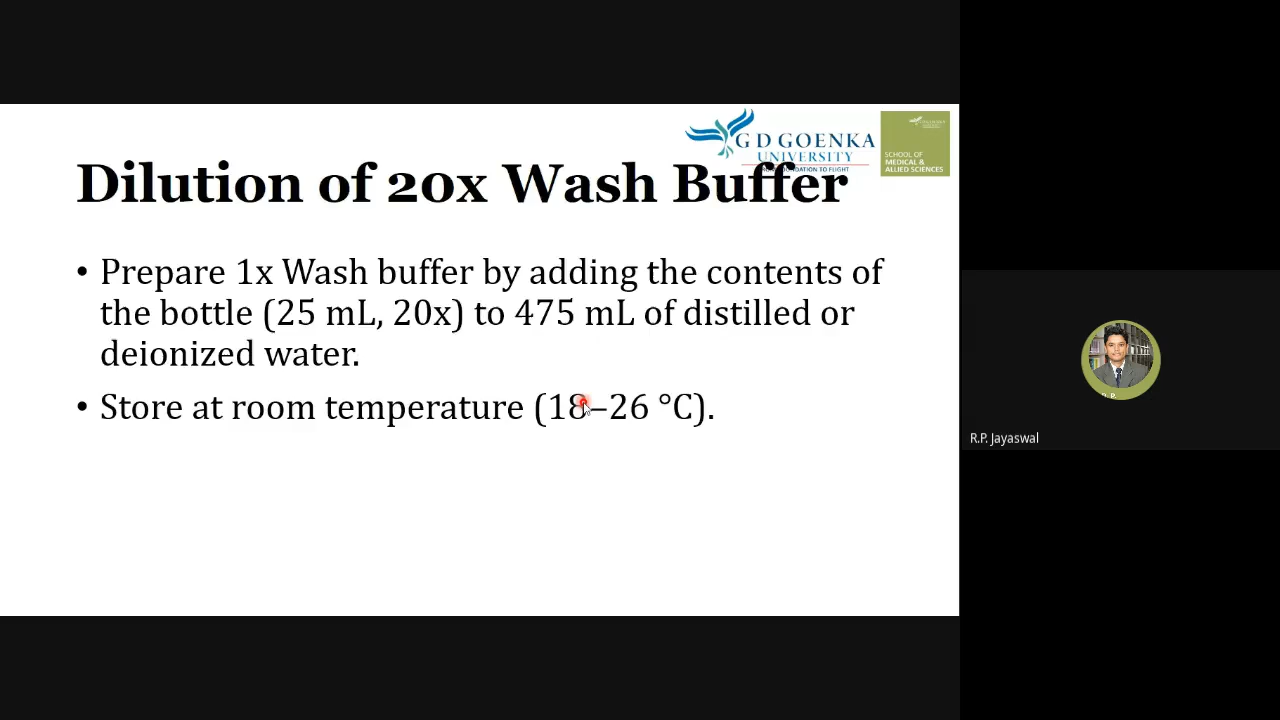 G D GOENKA
UNIVERSITY
SCHOOL OF
MEDICAL &
ALLIED SCIENCES
Dilution of 20x Wash Buffer
• Prepare 1x Wash buffer by adding the contents of
the bottle (25 mL, 20x) to 475 mL of distilled or
deionized water.
• Store at room temperature (18–26 °C).
R.P. Jayaswal